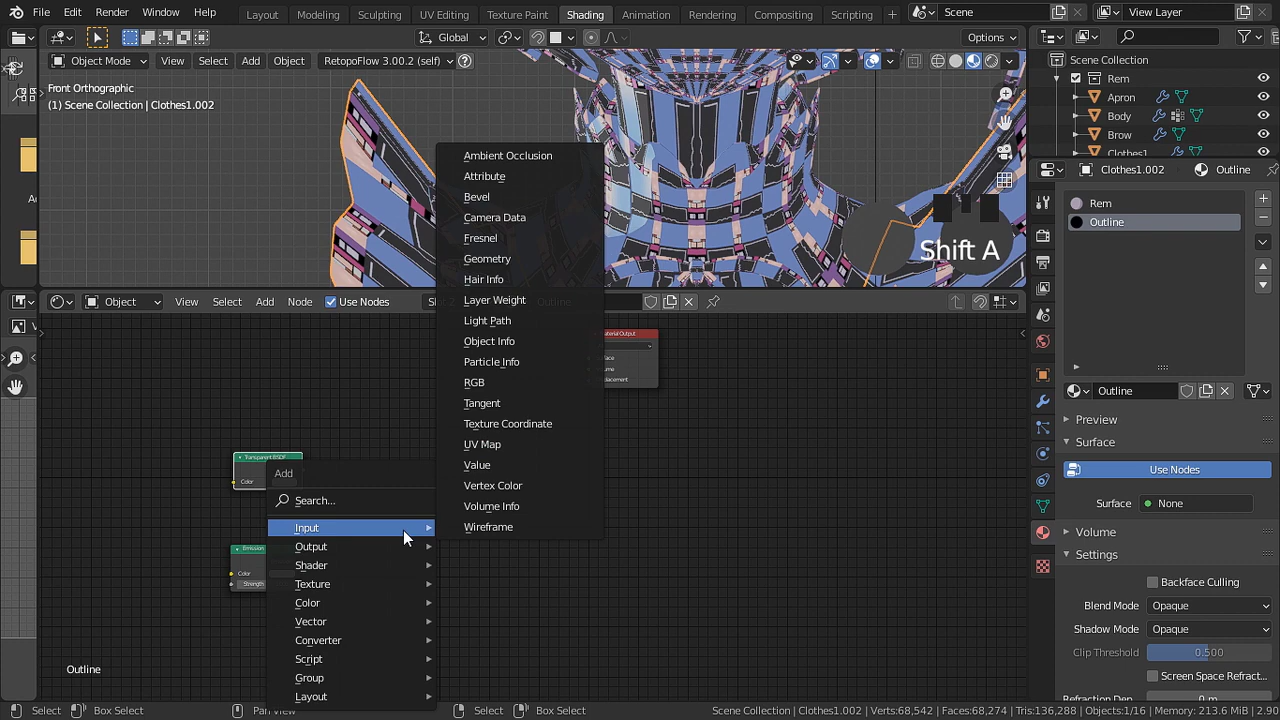 File Edit Render Window Help Layout Modeling Sculpting UV Editing Texture Paint Shading Animation Rendering Compositing Scripting Scene View Layer
Global Options
Object Mode Select Add Object Retopoflow 3.00.2 (self)
Front Orthographic
(1) Scene Collection | Clothes1.002
Scene Collection
Rem
Apron
Body
Brow
Clothes1
Clothes1.002 Outline
Rem
Outline
Shift A
Object View Select Add Node Use Nodes
Ambient Occlusion
Attribute
Bevel
Camera Data
Fresnel
Geometry
Hair Info
Layer Weight
Light Path
Object Info
Particle Info
RGB
Tangent
Texture Coordinate
UV Map
Value
Vertex Color
Volume Info
Wireframe
Transparent BSDF
Color
Emission
Color
Strength
Add
Search...
Input
Output
Shader
Texture
Color
Vector
Converter
Script
Group
Layout
Outline
Outline
Preview
Surface
Use Nodes
Surface None
Volume
Settings
Backface Culling
Blend Mode Opaque
Shadow Mode Opaque
Clip Threshold 0.500
Screen Space Refract...
Select Box Select Pan View Select Box Select Scene Collection | Clothes1.002 | Verts:68,542 | Faces:68,274 | Tris:136,288 | Objects:1/16 | Memory: 213.6 MiB | 2.90